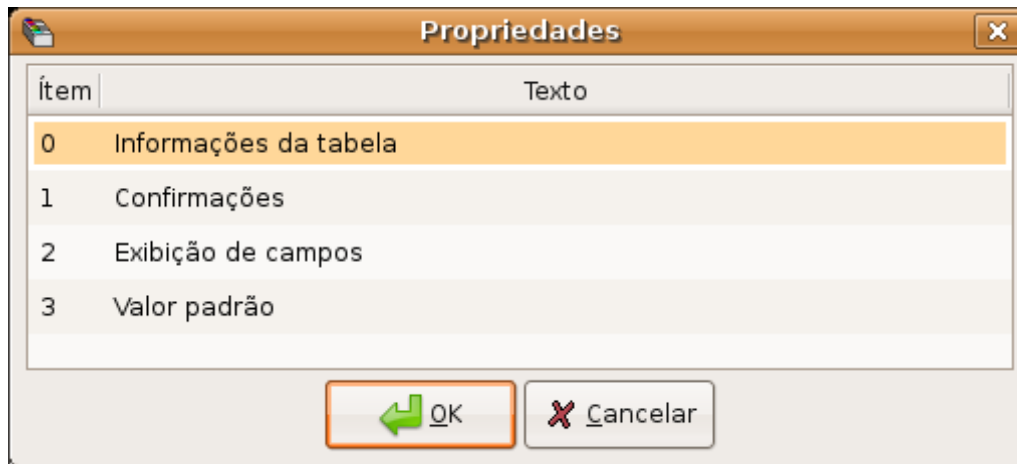 Propriedades
Ítem Texto
0 Informações da tabela
1 Confirmações
2 Exibição de campos
3 Valor padrão
OK Cancelar